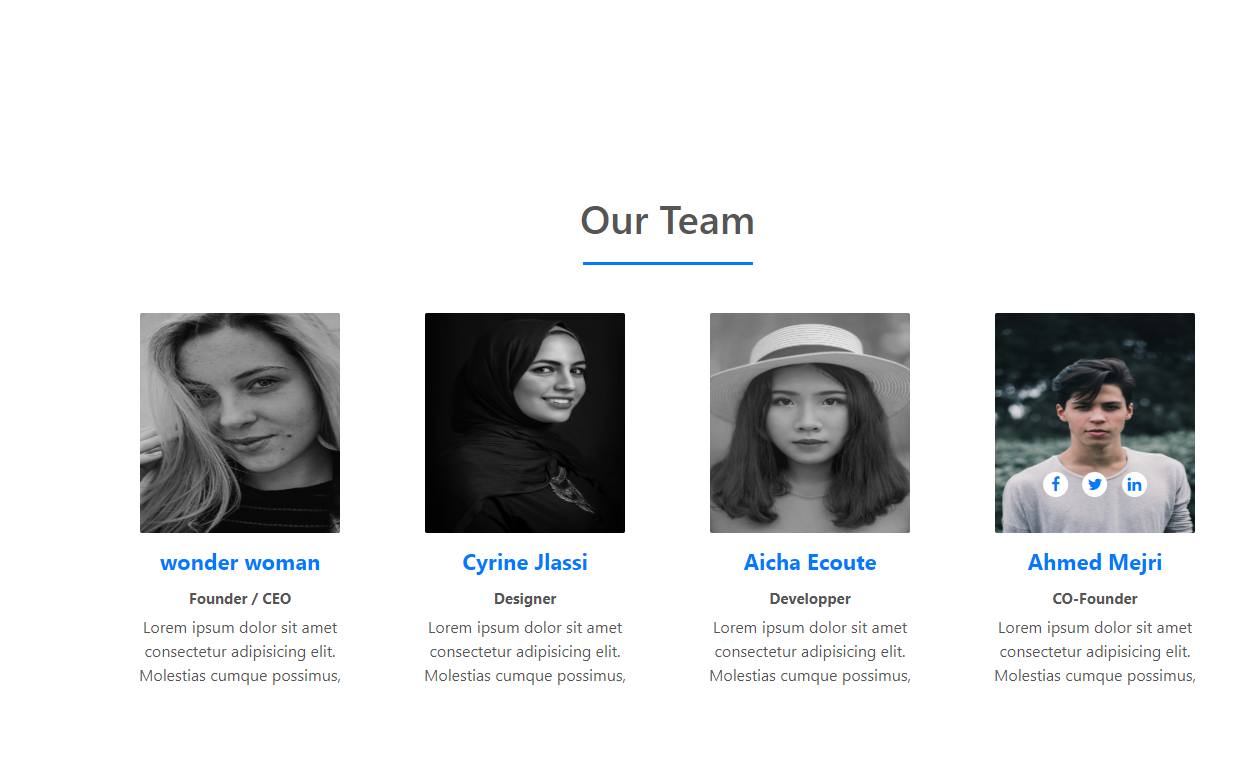 Our Team
wonder woman
Founder / CEO
Lorem ipsum dolor sit amet
consectetur adipisicing elit.
Molestias cumque possimus,
Cyrine Jlassi
Designer
Lorem ipsum dolor sit amet
consectetur adipisicing elit.
Molestias cumque possimus,
Aicha Ecoute
Developper
Lorem ipsum dolor sit amet
consectetur adipisicing elit.
Molestias cumque possimus,
Ahmed Mejri
CO-Founder
Lorem ipsum dolor sit amet
consectetur adipisicing elit.
Molestias cumque possimus,